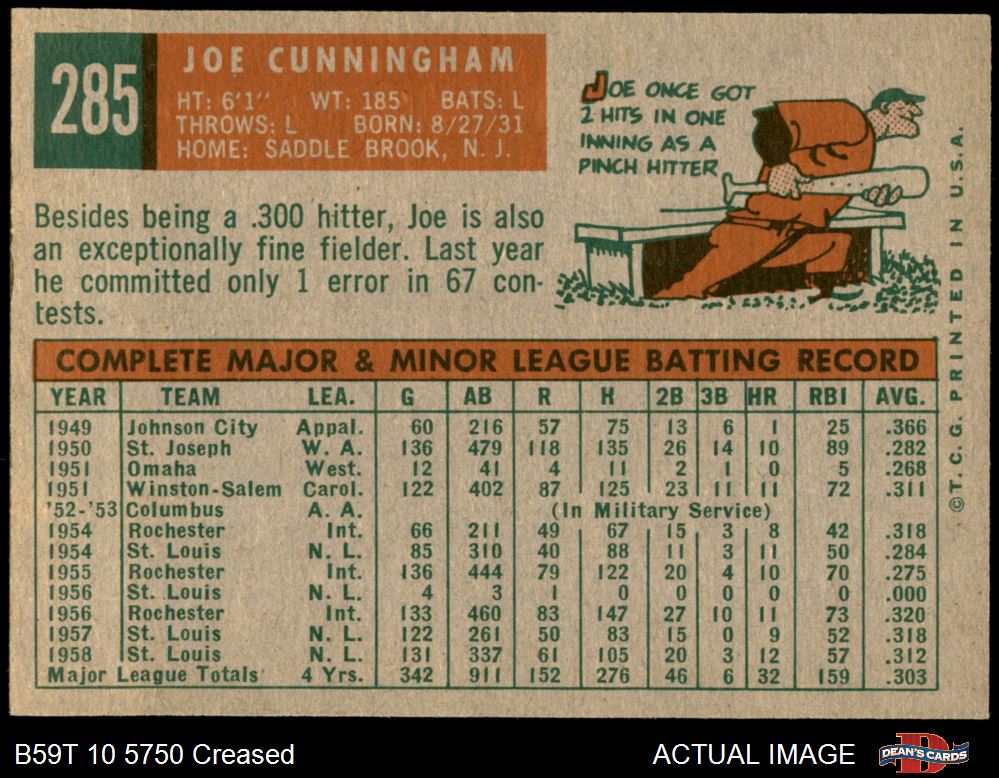 285
JOE CUNNINGHAM
HT: 6'1" WT: 185 BATS: L
THROWS: L BORN: 8/27/31
HOME: SADDLE BROOK, N. J.
JOE ONCE GOT
2 HITS IN ONE
INNING AS A
PINCH HITTER
Besides being a .300 hitter, Joe is also
an exceptionally fine fielder. Last year
he committed only 1 error in 67 con-
tests.
COMPLETE MAJOR & MINOR LEAGUE BATTING RECORD
YEAR TEAM LEA. G AB R H 2B 3B HR RBI AVG.
1949 Johnson City Appal. 60 216 57 75 13 6 1 25 .366
1950 St. Joseph W. A. 136 479 118 135 26 14 10 89 .282
1951 Omaha West. 12 41 4 11 2 1 0 5 .268
1951 Winston-Salem Carol. 122 402 87 125 23 11 11 72 .311
'52-'53 Columbus A. A. (In Military Service)
1954 Rochester Int. 66 211 49 67 15 3 8 42 .318
1954 St. Louis N. L. 85 310 40 88 11 3 11 50 .284
1955 Rochester Int. 136 444 79 122 20 4 10 70 .275
1956 St. Louis N. L. 4 3 1 0 0 0 0 0 .000
1956 Rochester Int. 133 460 83 147 27 10 11 73 .320
1957 St. Louis N. L. 122 261 50 83 15 0 9 52 .318
1958 St. Louis N. L. 131 337 61 105 20 3 12 57 .312
Major League Totals 4 Yrs. 342 911 152 276 46 6 32 159 .303
©T. C. G. PRINTED IN U.S.A.
B59T 10 5750 Creased
ACTUAL IMAGE
DEAN'S CARDS